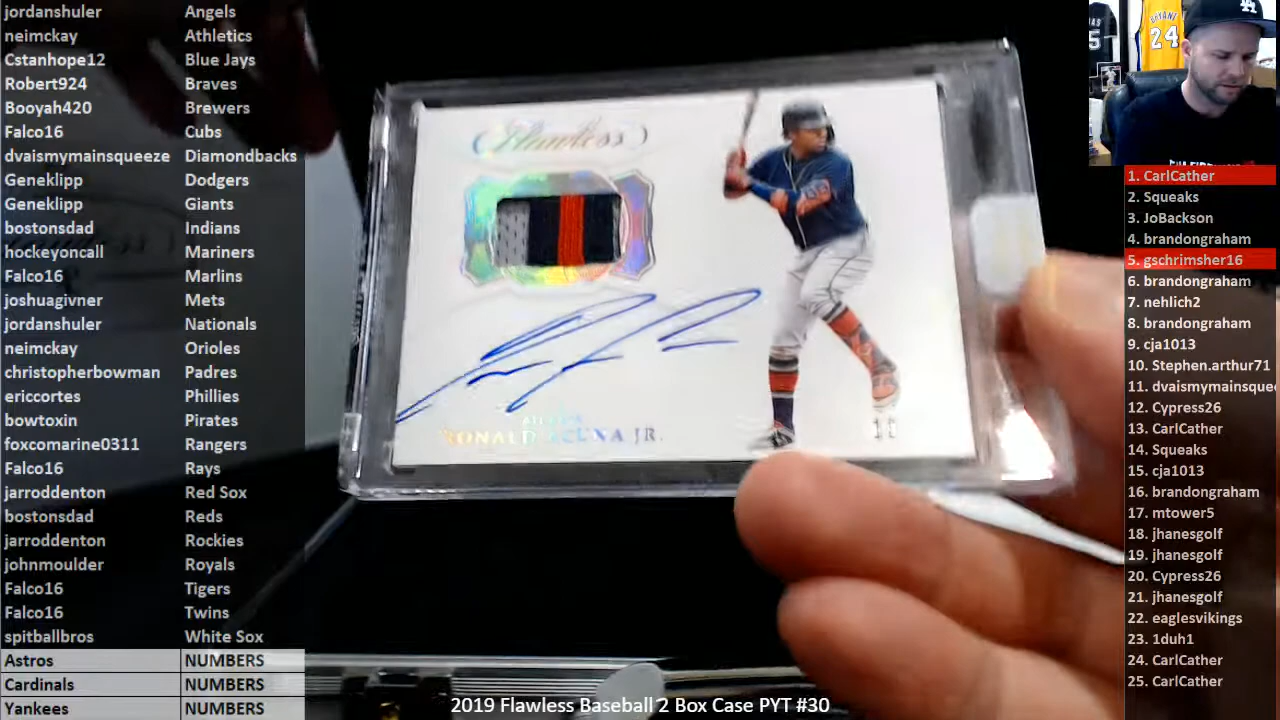 jordanshuler Angels
neimckay Athletics
Cstanhope12 Blue Jays
Robert924 Braves
Booyah420 Brewers
Falco16 Cubs
dvaismymainsqueeze Diamondbacks
Geneklipp Dodgers
Geneklipp Giants
bostonsdad Indians
hockeyoncall Mariners
Falco16 Marlins
joshuagivner Mets
jordanshuler Nationals
neimckay Orioles
christopherbowman Padres
ericcortes Phillies
bowtoxin Pirates
foxcomarine0311 Rangers
Falco16 Rays
jarroddenton Red Sox
bostonsdad Reds
jarroddenton Rockies
johnmoulder Royals
Falco16 Tigers
Falco16 Twins
spitballbros White Sox
Astros NUMBERS
Cardinals NUMBERS
Yankees NUMBERS
Flawless
RONALD ACUNA JR.
2019 Flawless Baseball 2 Box Case PYT #30
BRYANT
24
LA
1. CarlCather
2. Squeaks
3. JoBackson
4. brandongraham
5. gschrimsher16
6. brandongraham
7. nehlich2
8. brandongraham
9. cja1013
10. Stephen.arthur71
11. dvaismymainsquee
12. Cypress26
13. CarlCather
14. Squeaks
15. cja1013
16. brandongraham
17. mtower5
18. jhanesgolf
19. jhanesgolf
20. Cypress26
21. jhanesgolf
22. eaglesvikings
23. 1duh1
24. CarlCather
25. CarlCather